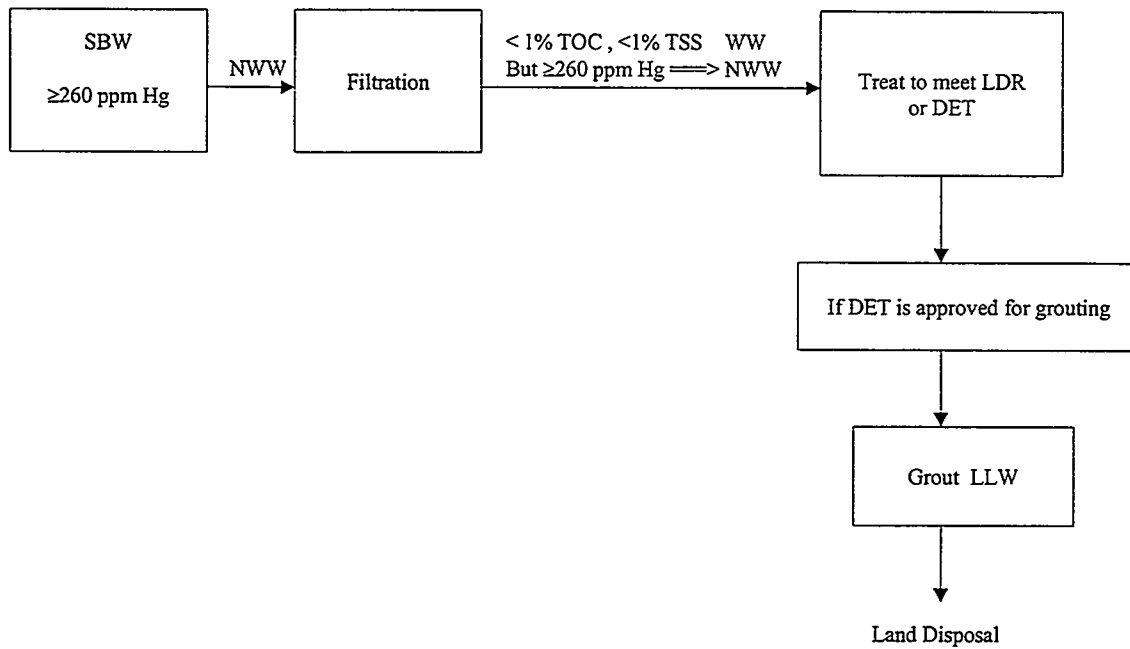 SBW
≥260 ppm Hg
NWW
Filtration
< 1% TOC , <1% TSS WW
But ≥260 ppm Hg ===> NWW
Treat to meet LDR
or DET
If DET is approved for grouting
Grout LLW
Land Disposal